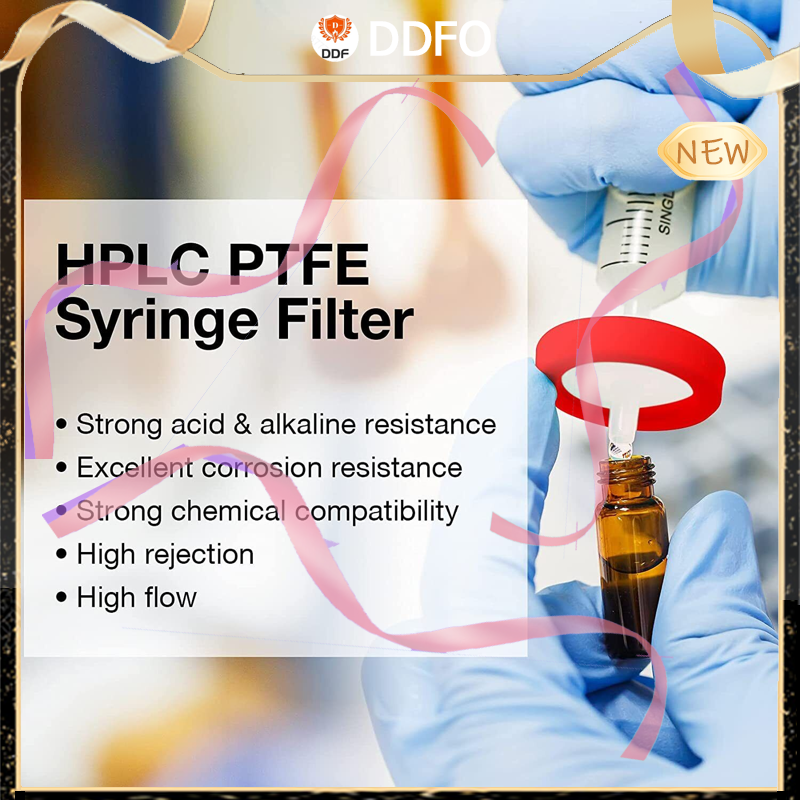 DDF
DDFO
NEW
SINGL
HPLC PTFE
Syringe Filter
• Strong acid & alkaline resistance
• Excellent corrosion resistance
• Strong chemical compatibility
• High rejection
• High flow